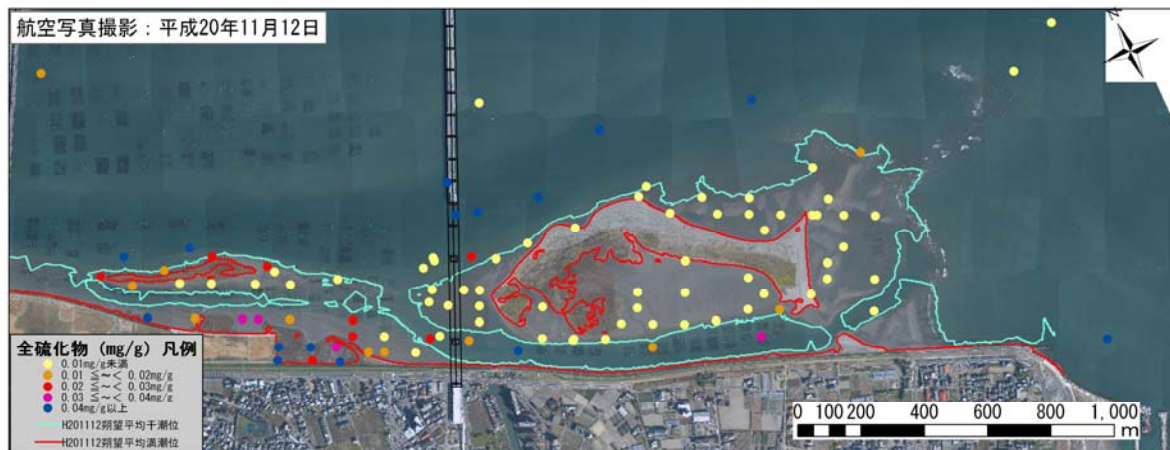 航空写真撮影：平成20年11月12日
N
全硫化物 (mg/g) 凡例
0.01mg/g未満
0.01 ≦～＜ 0.02mg/g
0.02 ≦～＜ 0.03mg/g
0.03 ≦～＜ 0.04mg/g
0.04mg/g以上
H201112朔望平均干潮位
H201112朔望平均満潮位
0 100 200 400 600 800 1,000
m